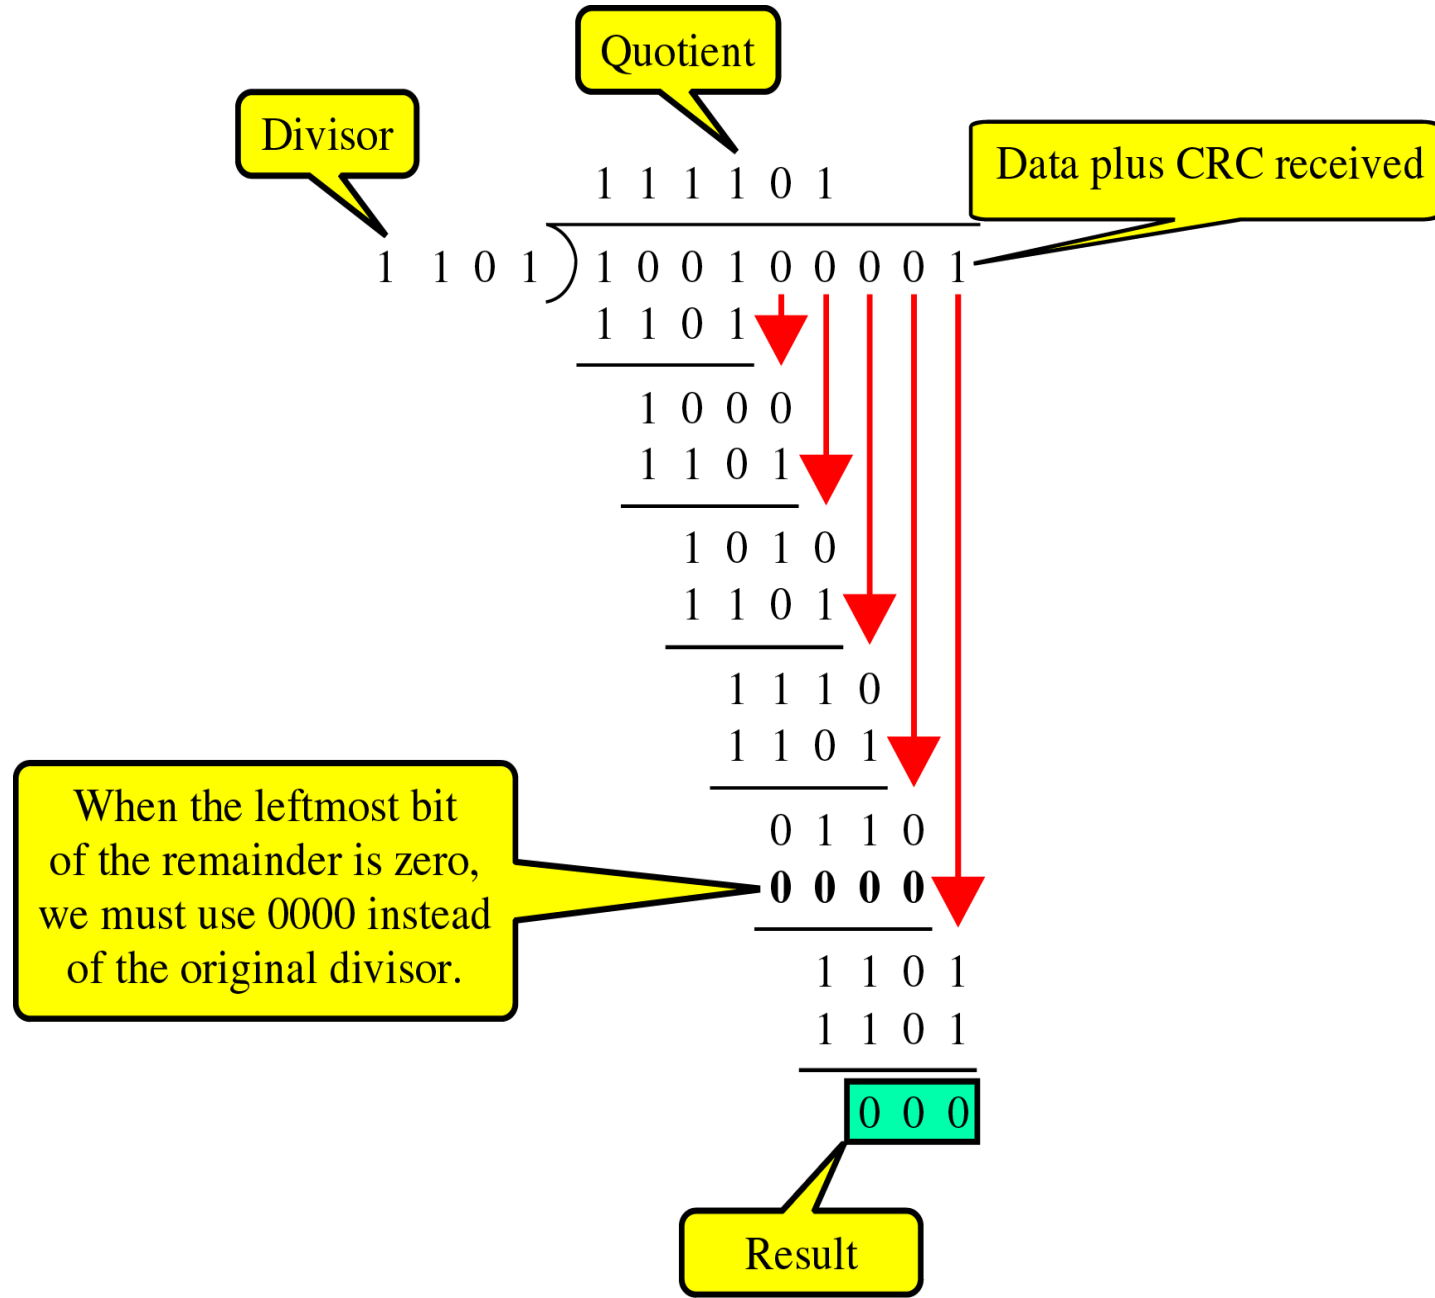 Quotient
Divisor
Data plus CRC received
1 1 1 1 0 1
1 1 0 1 1 0 0 1 0 0 0 0 1
1 1 0 1
1 0 0 0
1 1 0 1
1 0 1 0
1 1 0 1
1 1 1 0
1 1 0 1
When the leftmost bit
of the remainder is zero,
we must use 0000 instead
of the original divisor.
0 1 1 0
0 0 0 0
1 1 0 1
1 1 0 1
0 0 0
Result